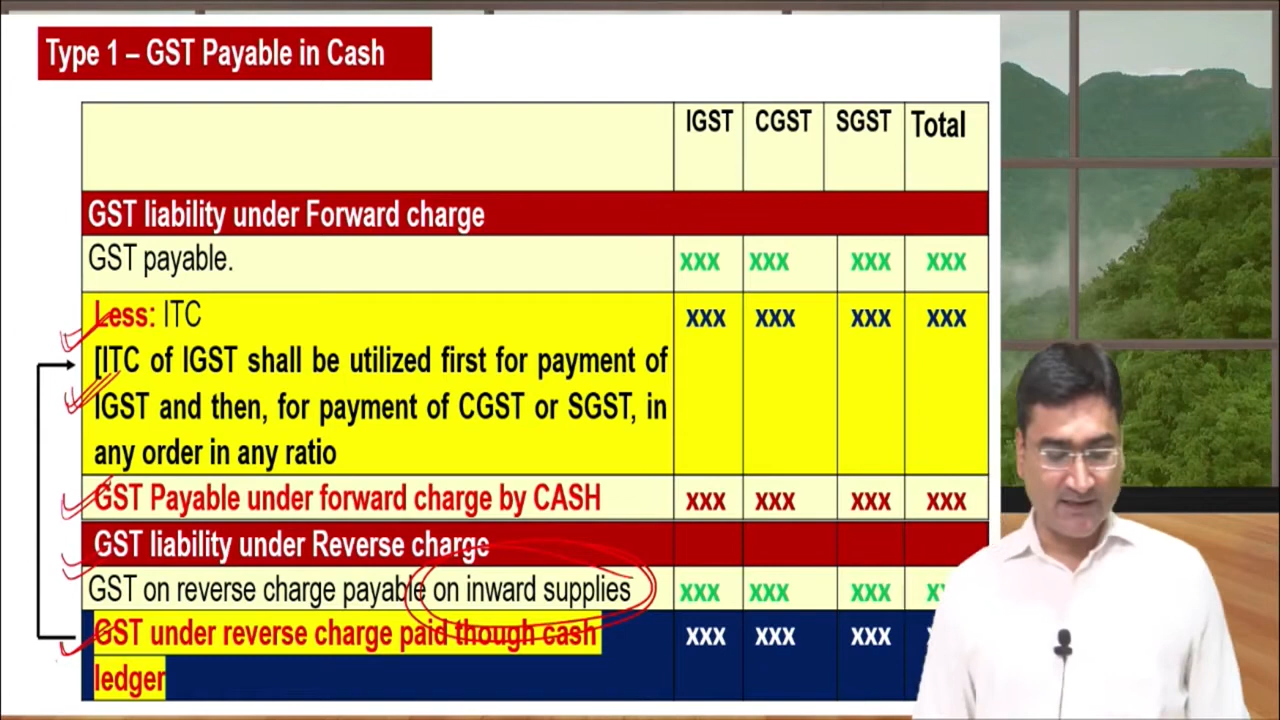 Type 1 – GST Payable in Cash
IGST CGST SGST Total
GST liability under Forward charge
GST payable. xxx xxx xxx xxx
Less: ITC xxx xxx xxx xxx
[ITC of IGST shall be utilized first for payment of
IGST and then, for payment of CGST or SGST, in
any order in any ratio
GST Payable under forward charge by CASH xxx xxx xxx xxx
GST liability under Reverse charge
GST on reverse charge payable on inward supplies xxx xxx xxx
GST under reverse charge paid though cash xxx xxx xxx
ledger